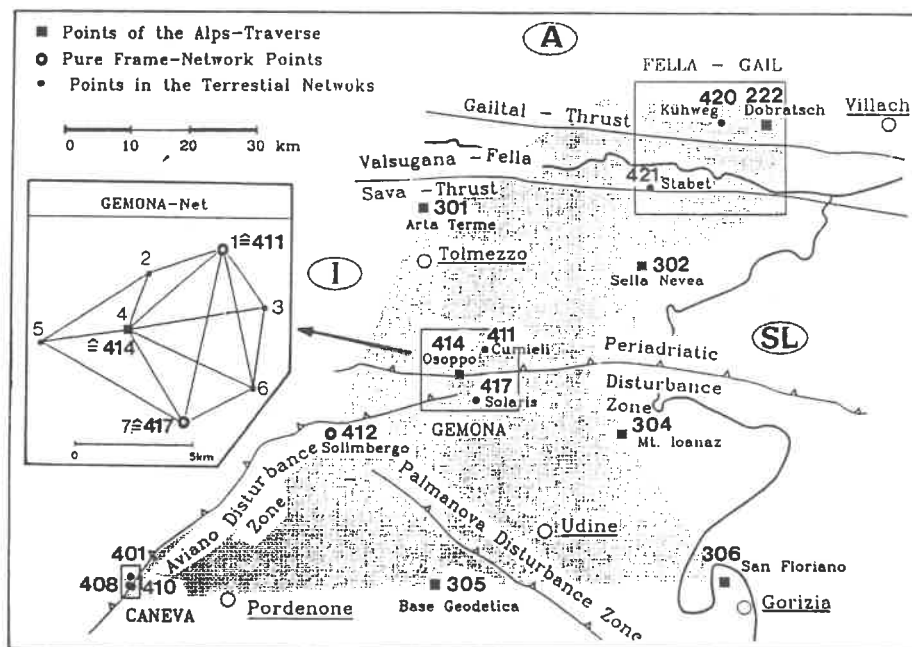 Points of the Alps-Traverse
Pure Frame-Network Points
Points in the Terrestial Netwoks
0 10 20 30
km
A
FELLA - GAIL
Gailtal - Thrust
420 222
Kühweg Dobratsch
Villach
Valsugana-Fella
421
Stabet
Sava -Thrust
301
Arta Terme
Tolmezzo
302
Sella Nevea
I
SL
GEMONA-Net
1≙411
2
3
4
≙414
5
6
7≙417
0 5km
414 411
Osoppo Cumieli
417
Solaris
GEMONA
Periadriatic
Disturbance
Zone
412
Solimbergo
304
Mt. Ioanaz
Aviano Disturbance
Zone
Palmanova
Disturbance Zone
Udine
401
408 410
CANEVA
Pordenone
305
Base Geodetica
306
San Floriano
Gorizia